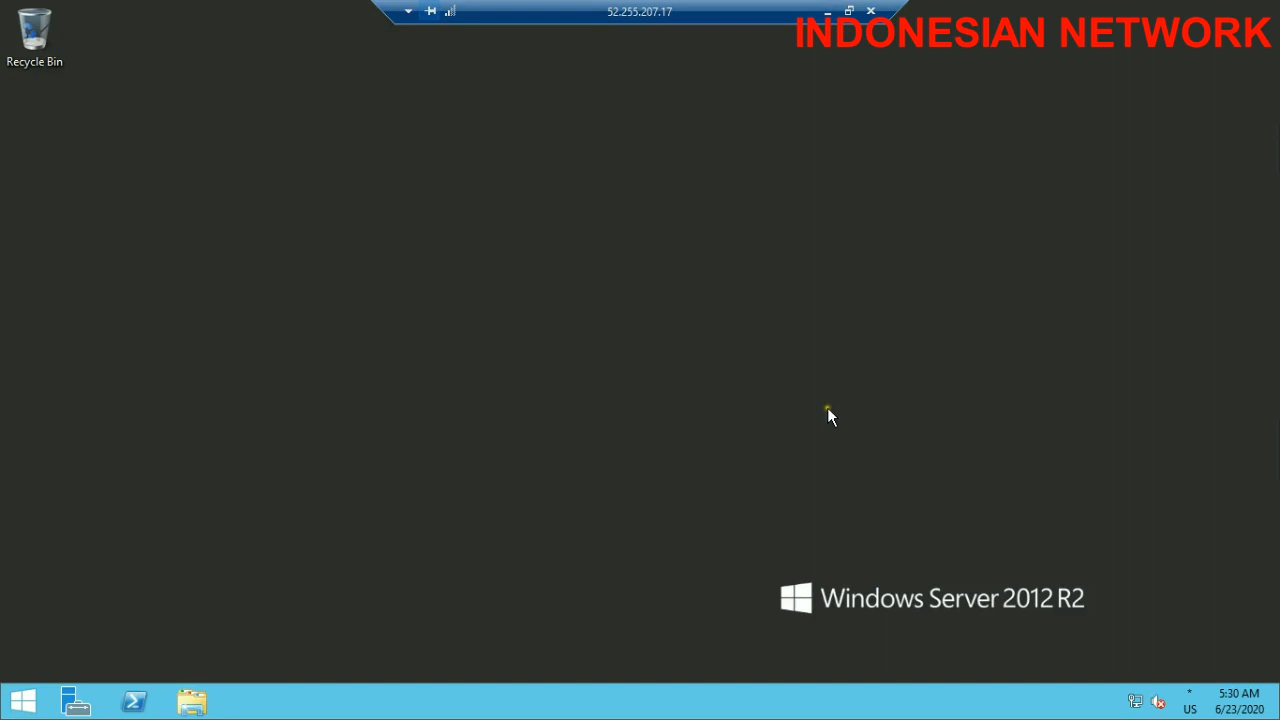 52.255.207.17
INDONESIAN NETWORK
Recycle Bin
Windows Server 2012 R2
5:30 AM
US 6/23/2020